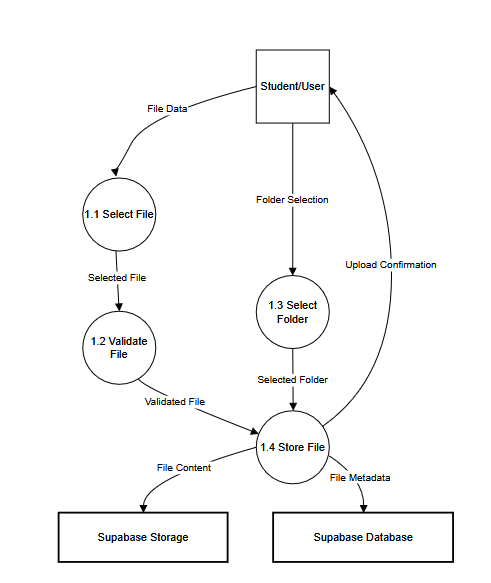 Student/User
File Data
1.1 Select File
Folder Selection
Upload Confirmation
Selected File
1.3 Select
Folder
1.2 Validate
File
Selected Folder
Validated File
1.4 Store File
File Content
File Metadata
Supabase Storage
Supabase Database